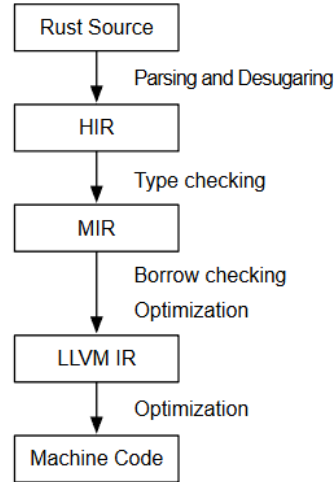 Rust Source
Parsing and Desugaring
HIR
Type checking
MIR
Borrow checking
Optimization
LLVM IR
Optimization
Machine Code